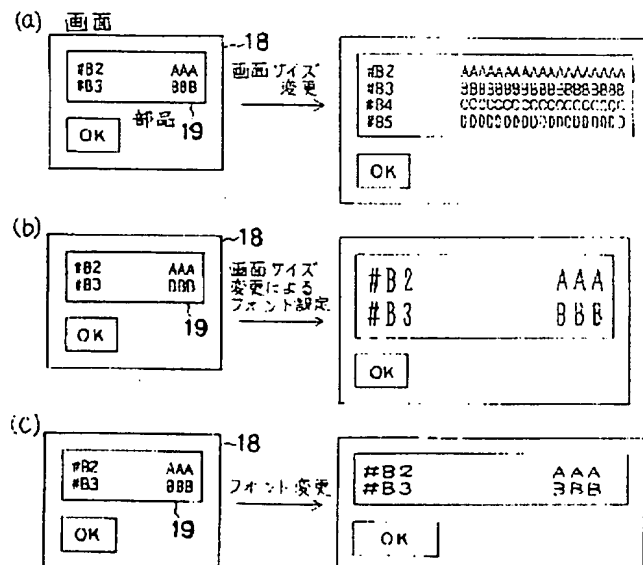 (a) 画面
18
#B2 AAA
#B3 BBB
部品 19
OK
画面サイズ
変更
#B2
#B3
#B4
#B5
OK
(b)
18
#B2 AAA
#B3 BBB
19
OK
画面サイズ
変更による
フォント設定
#B2 AAA
#B3 BBB
OK
(c)
18
#B2 AAA
#B3 BBB
19
OK
フォント変更
#B2 AAA
#B3 BBB
OK